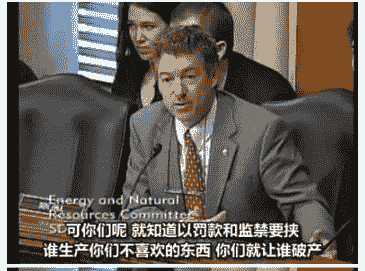 Energy and Natural
Resources Committee
SD
可你们呢 就知道以罚款和监禁要挟
谁生产你们不喜欢的东西 你们就让谁破产